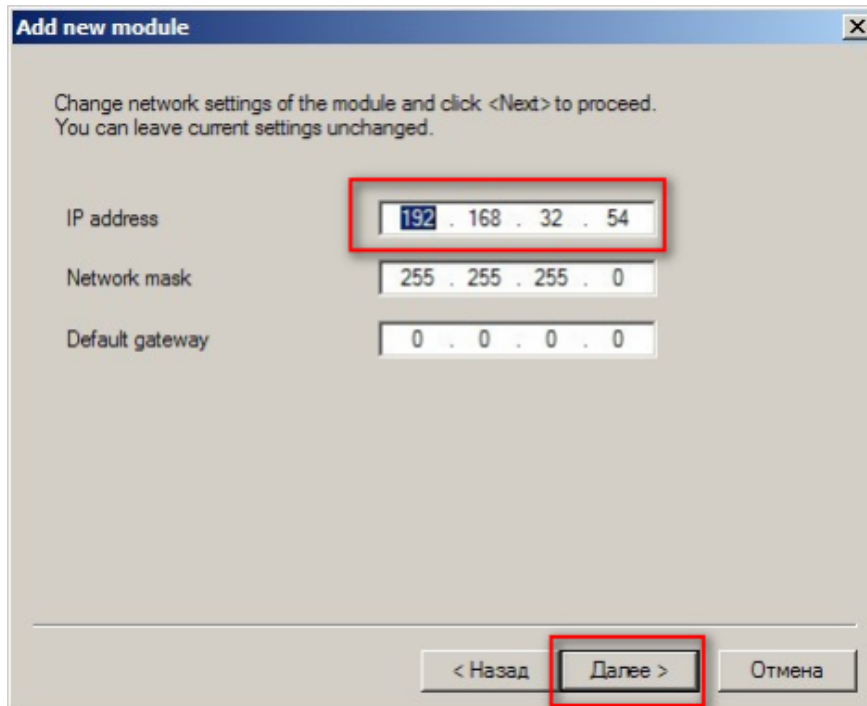 Add new module
Change network settings of the module and click <Next> to proceed.
You can leave current settings unchanged.
IP address 192 . 168 . 32 . 54
Network mask 255 . 255 . 255 . 0
Default gateway 0 . 0 . 0 . 0
< Назад Далее > Отмена